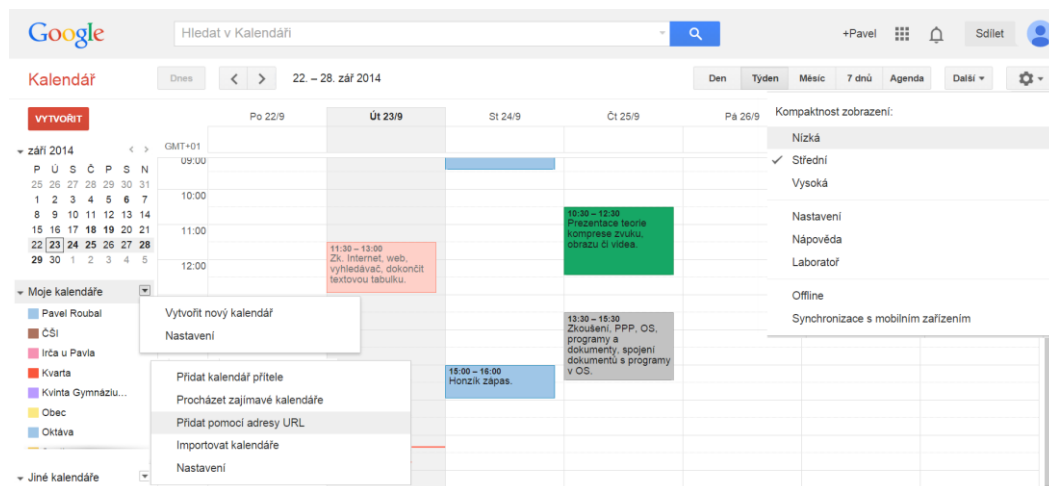 Google
Hledat v Kalendáři
+Pavel
Sdílet
Kalendář
Dnes
22. – 28. zář 2014
Den Týden Měsíc 7 dnů Agenda
Další
VYTVOŘIT
Po 22/9 Út 23/9 St 24/9 Čt 25/9 Pá 26/9
GMT+01
09:00
10:00
11:00
12:00
září 2014
P Ú S Č P S N
25 26 27 28 29 30 31
1 2 3 4 5 6 7
8 9 10 11 12 13 14
15 16 17 18 19 20 21
22 23 24 25 26 27 28
29 30 1 2 3 4 5
Moje kalendáře
Pavel Roubal
ČŠI
Irča u Pavla
Kvarta
Kvinta Gymnáziu...
Obec
Oktáva
Jiné kalendáře
Vytvořit nový kalendář
Nastavení
Přidat kalendář přítele
Procházet zajímavé kalendáře
Přidat pomocí adresy URL
Importovat kalendáře
Nastavení
11:30 – 13:00
Zk. Internet, web,
vyhledávač, dokončit
textovou tabulku.
15:00 – 16:00
Honzík zápas.
10:30 – 12:30
Prezentace teorie
komprese zvuku,
obrazu či videa.
13:30 – 15:30
Zkoušení, PPP, OS,
programy a
dokumenty, spojení
dokumentů s programy
v OS.
Kompaktnost zobrazení:
Nízká
Střední
Vysoká
Nastavení
Nápověda
Laboratoř
Offline
Synchronizace s mobilním zařízením